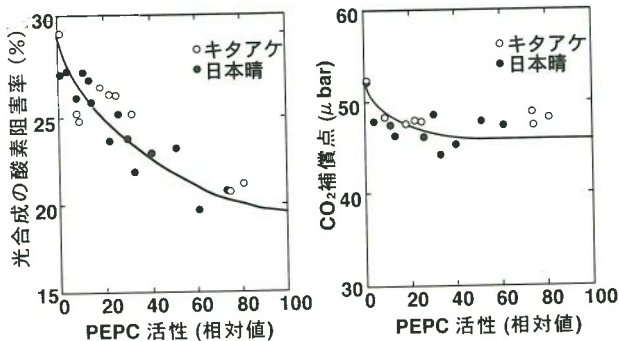 光合成の酸素阻害率 (%)
30
25
20
15
○キタアケ
●日本晴
0 20 40 60 80 100
PEPC 活性 (相対値)
CO₂補償点 (μ bar)
60
50
40
30
○キタアケ
●日本晴
0 20 40 60 80 100
PEPC 活性 (相対値)